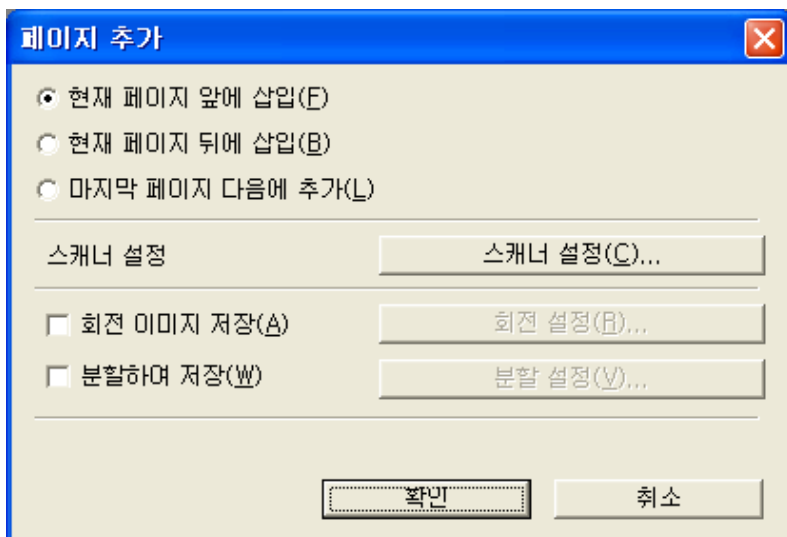 페이지 추가
현재 페이지 앞에 삽입(F)
현재 페이지 뒤에 삽입(B)
마지막 페이지 다음에 추가(L)
스캐너 설정 스캐너 설정(C)...
회전 이미지 저장(A) 회전 설정(R)...
분할하여 저장(W) 분할 설정(V)...
확인 취소